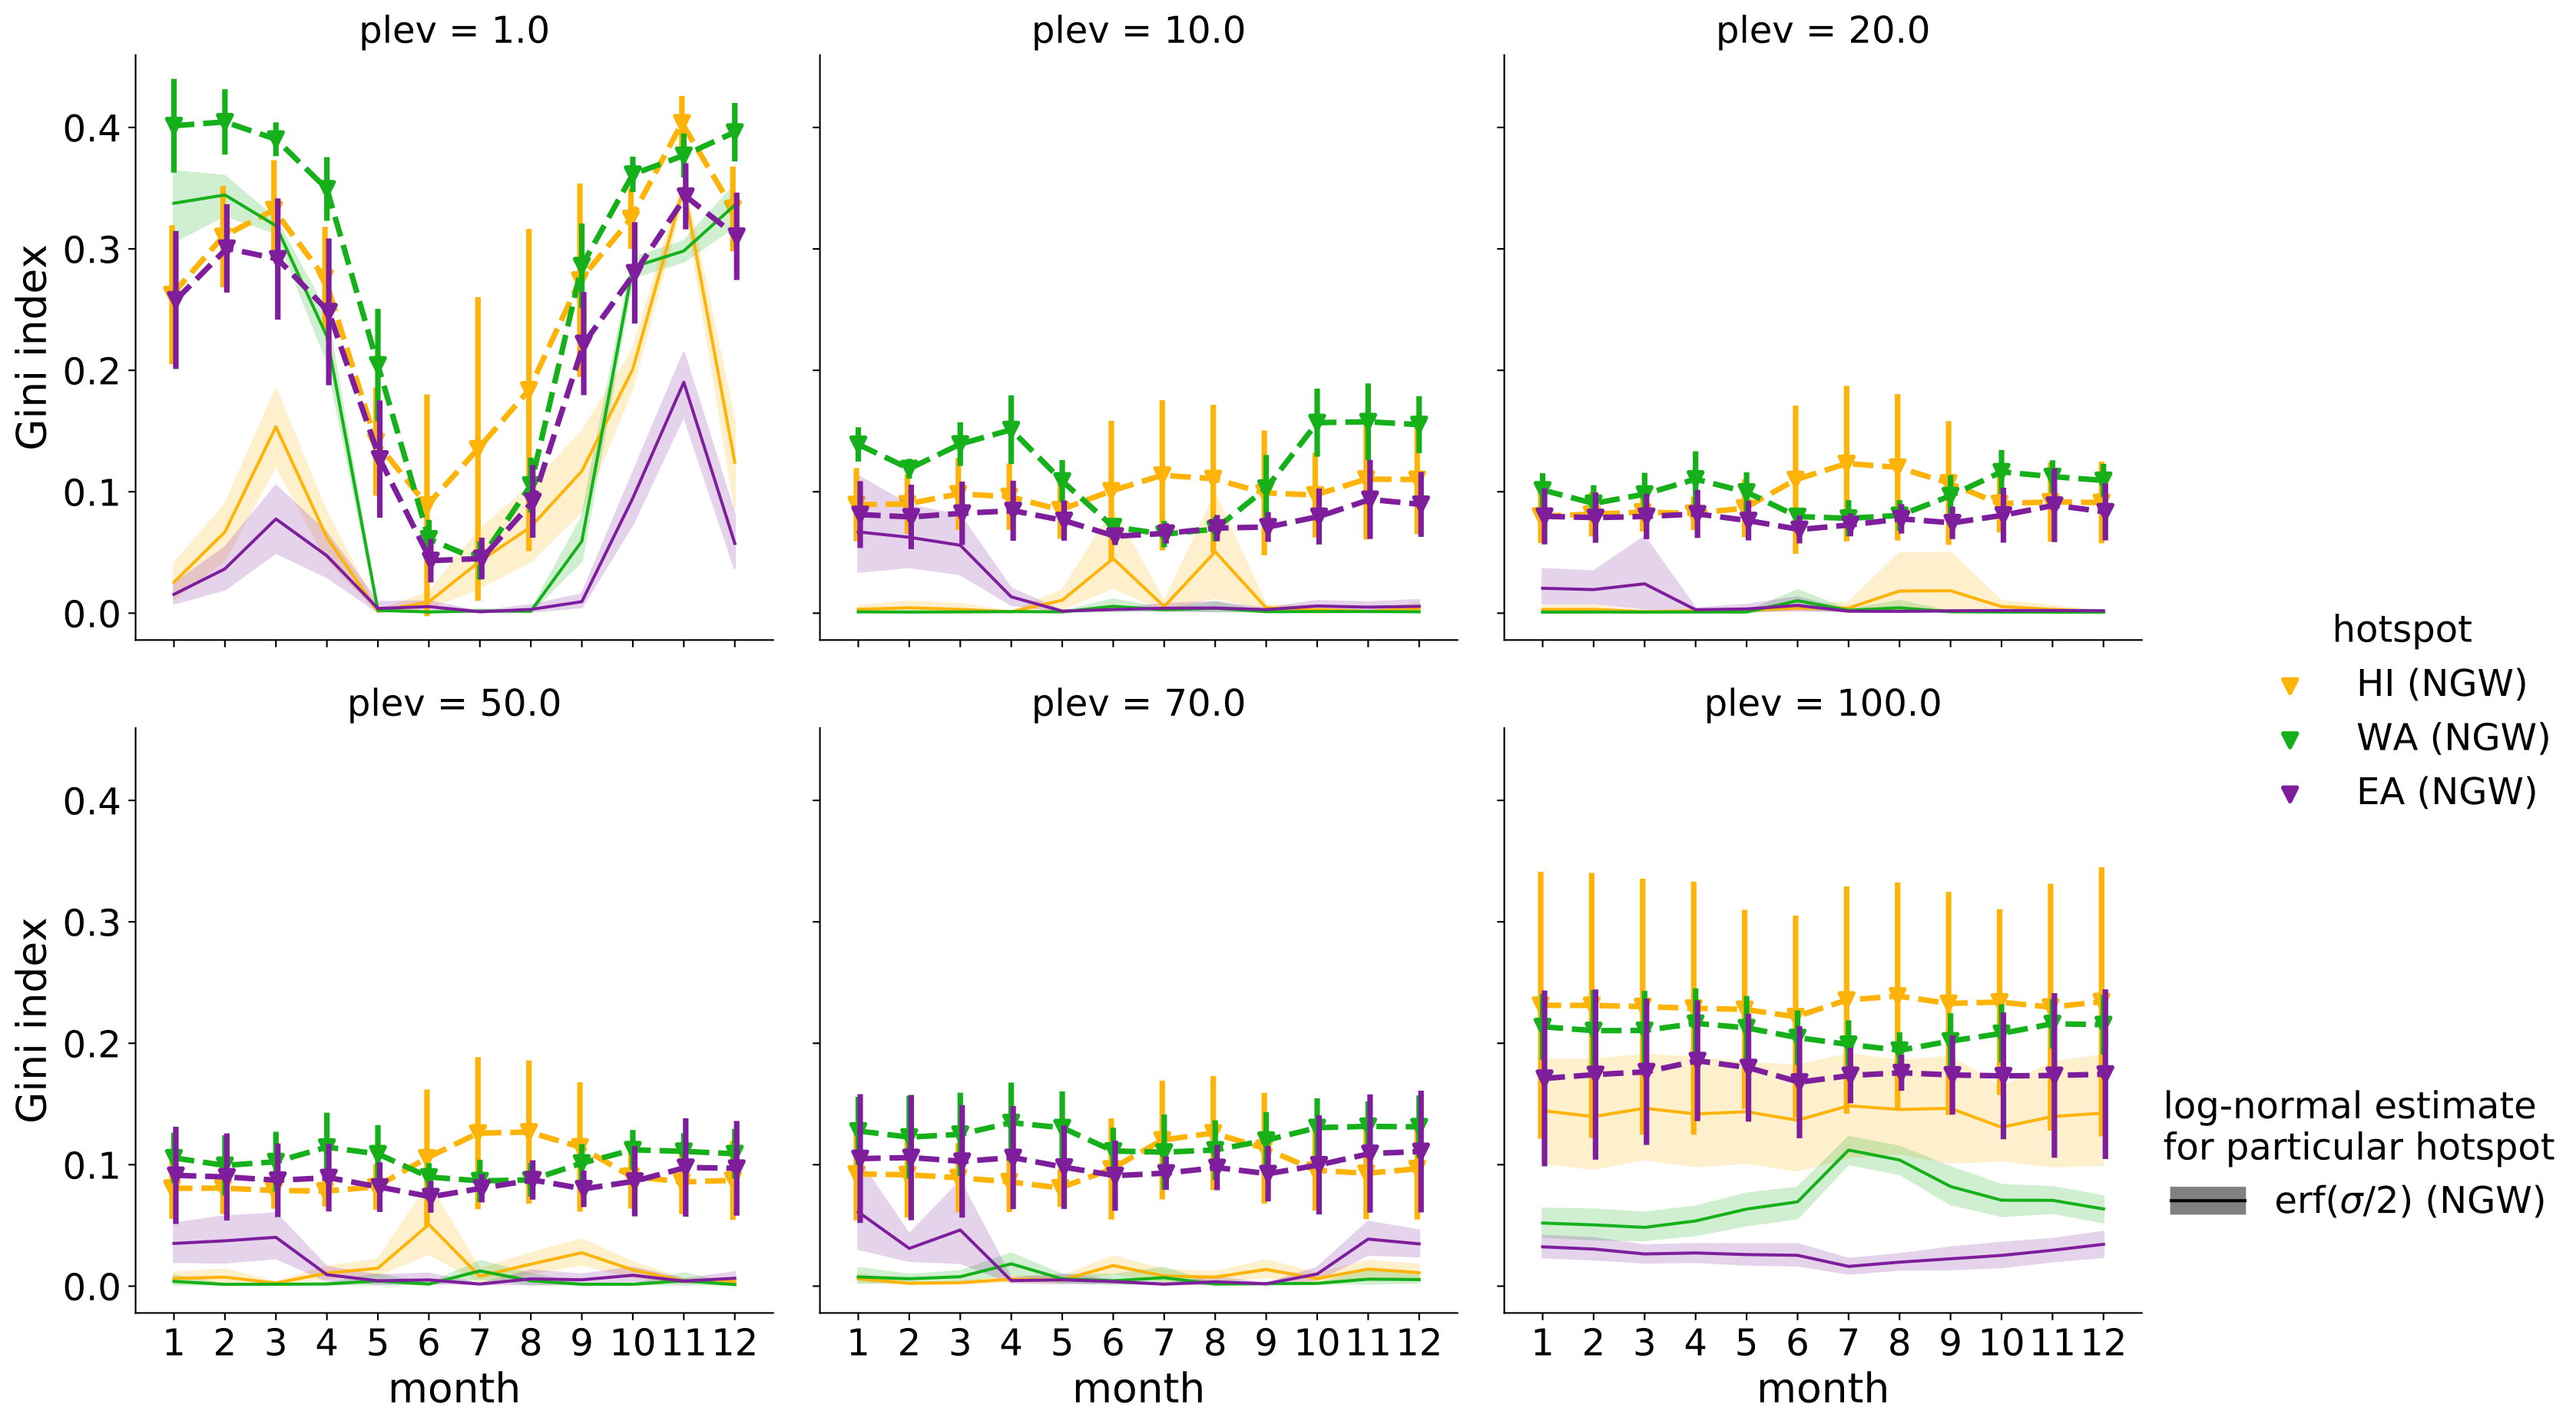 plev = 1.0
plev = 10.0
plev = 20.0
Gini index
0.4
0.3
0.2
0.1
0.0
plev = 50.0
plev = 70.0
plev = 100.0
Gini index
0.4
0.3
0.2
0.1
0.0
1 2 3 4 5 6 7 8 9 10 11 12
1 2 3 4 5 6 7 8 9 10 11 12
1 2 3 4 5 6 7 8 9 10 11 12
month
month
month
hotspot
HI (NGW)
WA (NGW)
EA (NGW)
log-normal estimate
for particular hotspot
erf(σ/2) (NGW)